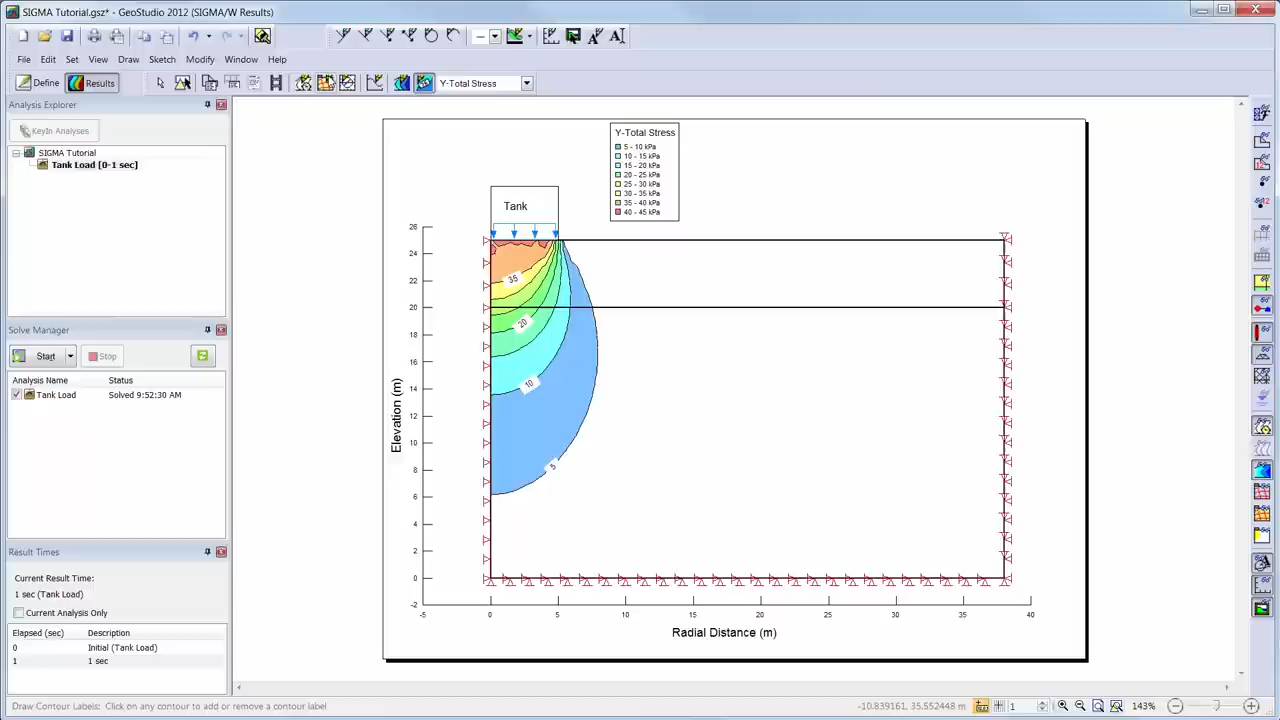 SIGMA Tutorial.gsz* - GeoStudio 2012 (SIGMA/W Results)
File Edit Set View Draw Sketch Modify Window Help
Define Results Y-Total Stress
Analysis Explorer
KeyIn Analyses
SIGMA Tutorial
Tank Load [0-1 sec]
Solve Manager
Start Stop
Analysis Name Status
Tank Load Solved 9:52:30 AM
Result Times
Current Result Time:
1 sec (Tank Load)
Current Analysis Only
Elapsed (sec) Description
0 Initial (Tank Load)
1 1 sec
Y-Total Stress
5 - 10 kPa
10 - 15 kPa
15 - 20 kPa
20 - 25 kPa
25 - 30 kPa
30 - 35 kPa
35 - 40 kPa
40 - 45 kPa
Tank
35
20
10
5
Elevation (m)
26
24
22
20
18
16
14
12
10
8
6
4
2
0
-2
-5 0 5 10 15 20 25 30 35 40
Radial Distance (m)
Draw Contour Labels: Click on any contour to add or remove a contour label
-10.839161, 35.552448 m 1 143%